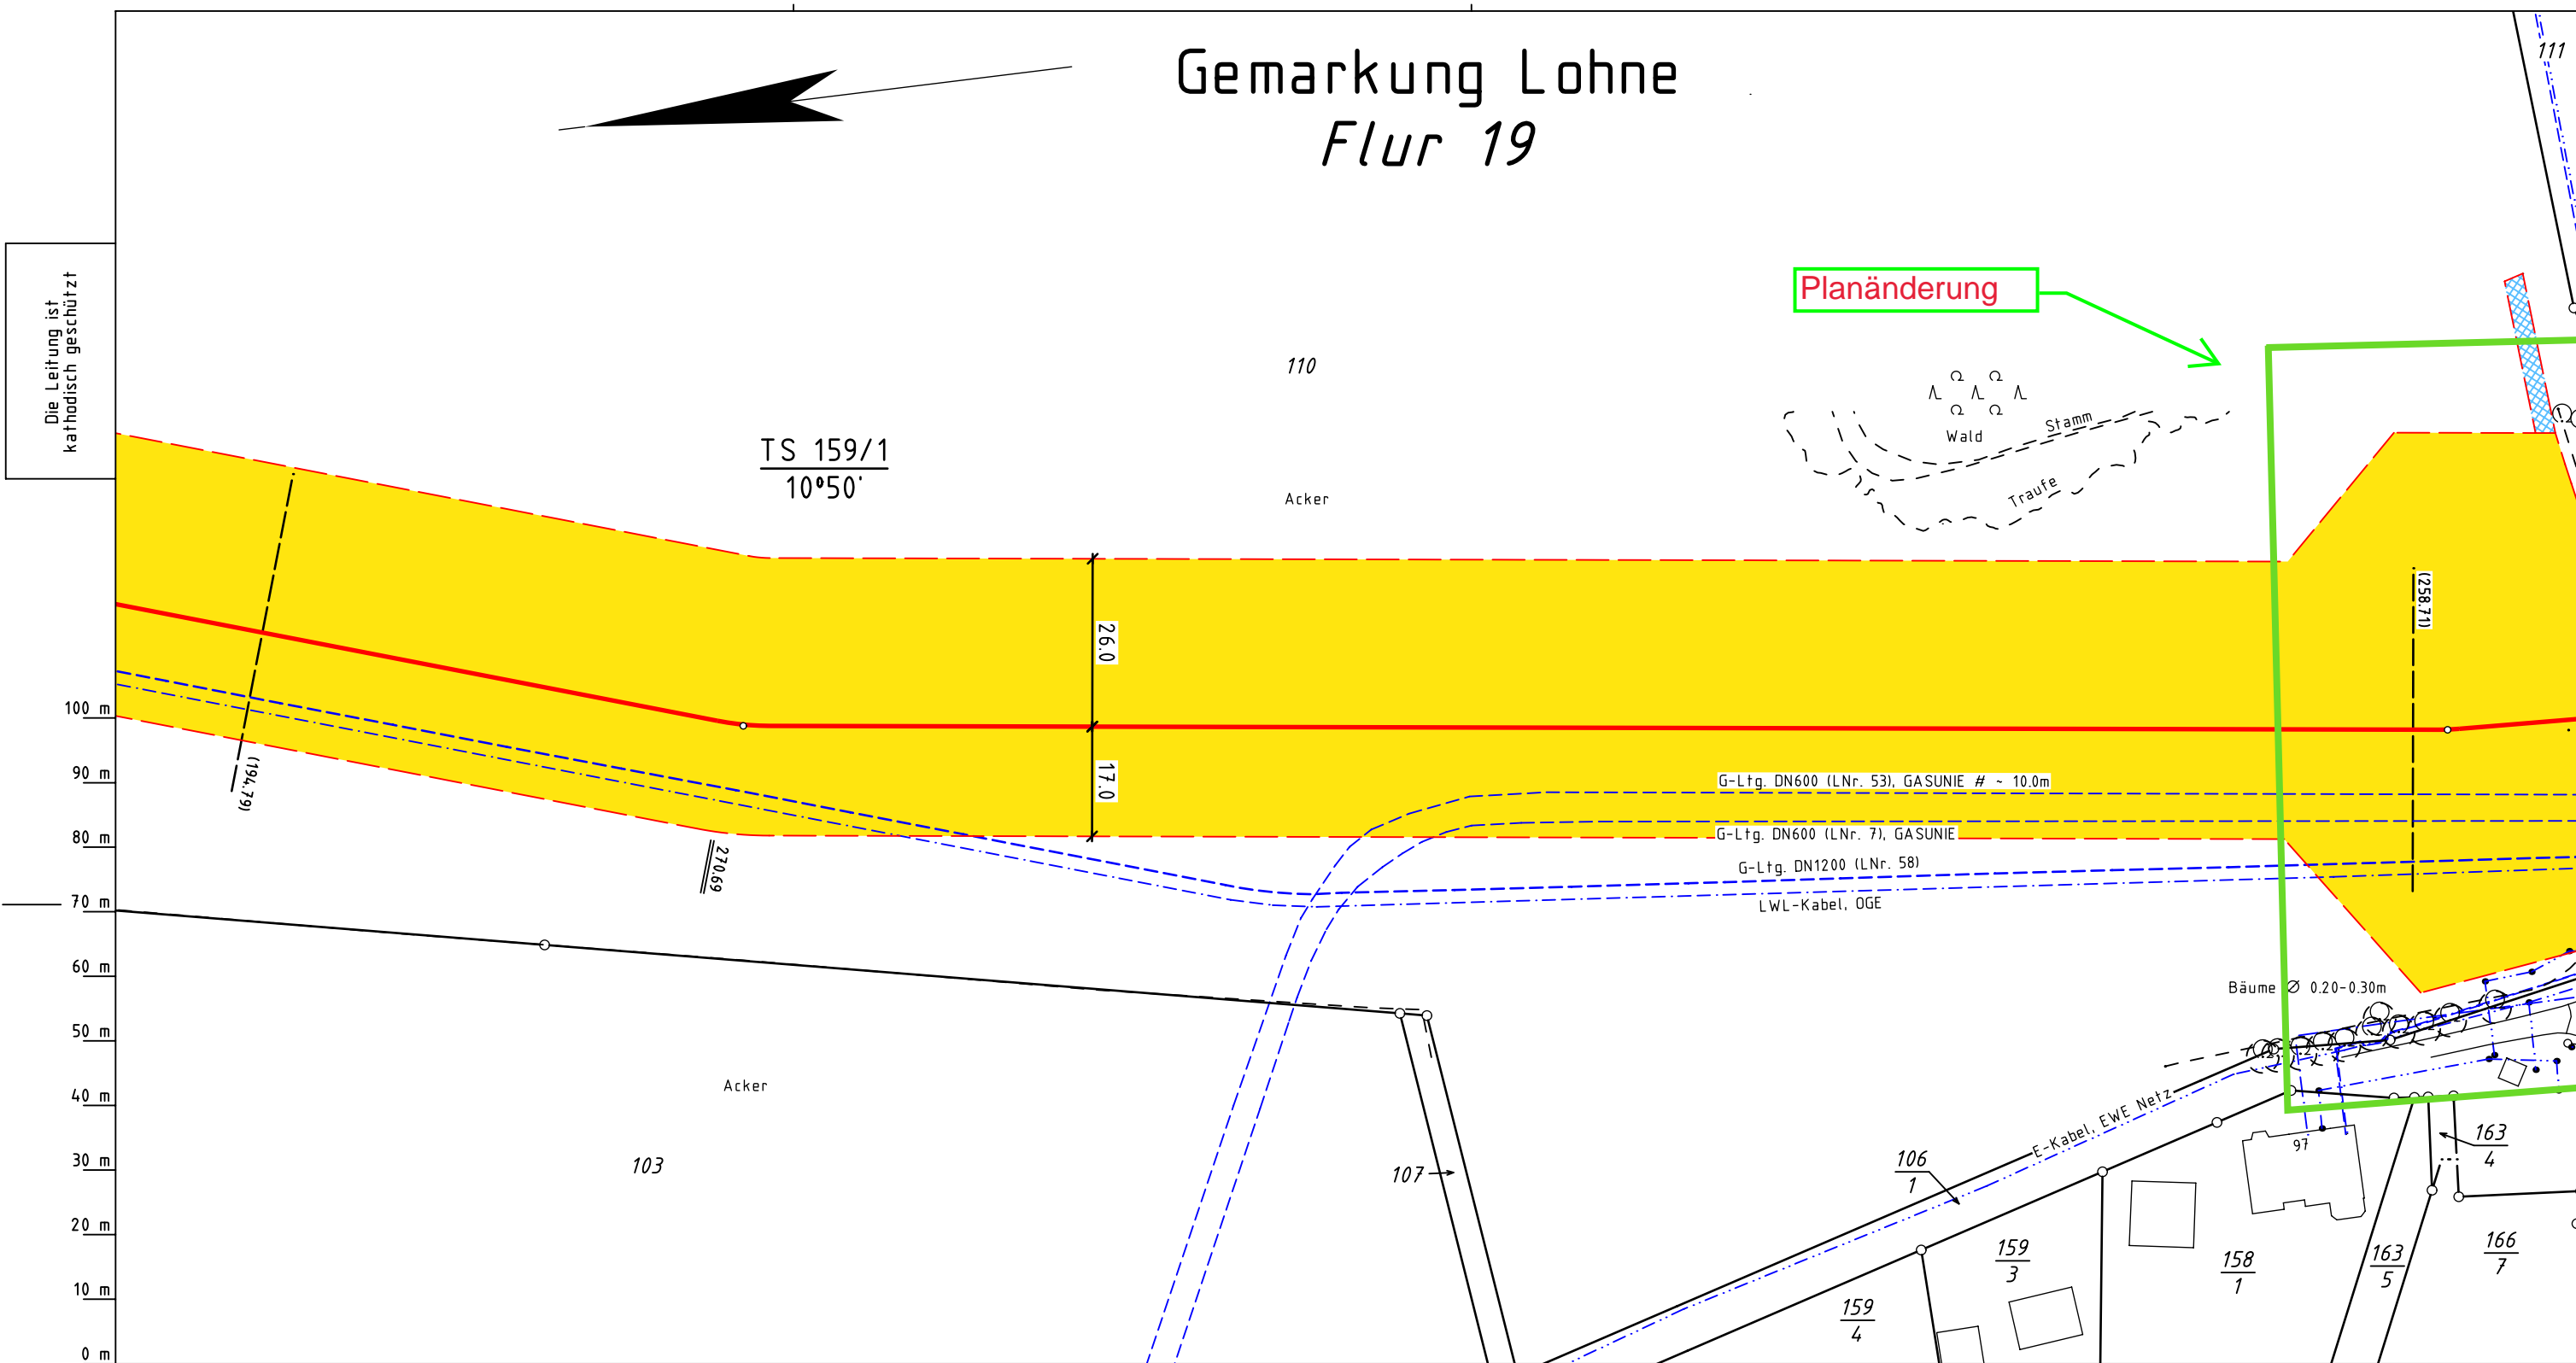 Gemarkung Lohne
Flur 19
111
Die Leitung ist
kathodisch geschützt
Planänderung
110
Wald
Stamm
Traufe
TS 159/1
10°50'
Acker
26.0
17.0
(258.71)
(194.79)
270.69
G-Ltg. DN600 (LNr. 53), GASUNIE # ~ 10.0m
G-Ltg. DN600 (LNr. 7), GASUNIE
G-Ltg. DN1200 (LNr. 58)
LWL-Kabel, OGE
100 m
90 m
80 m
70 m
60 m
50 m
40 m
30 m
20 m
10 m
0 m
Bäume Ø 0.20-0.30m
Acker
103
107
E-Kabel, EWE Netz
106
1
97
163
4
159
3
159
4
158
1
163
5
166
7